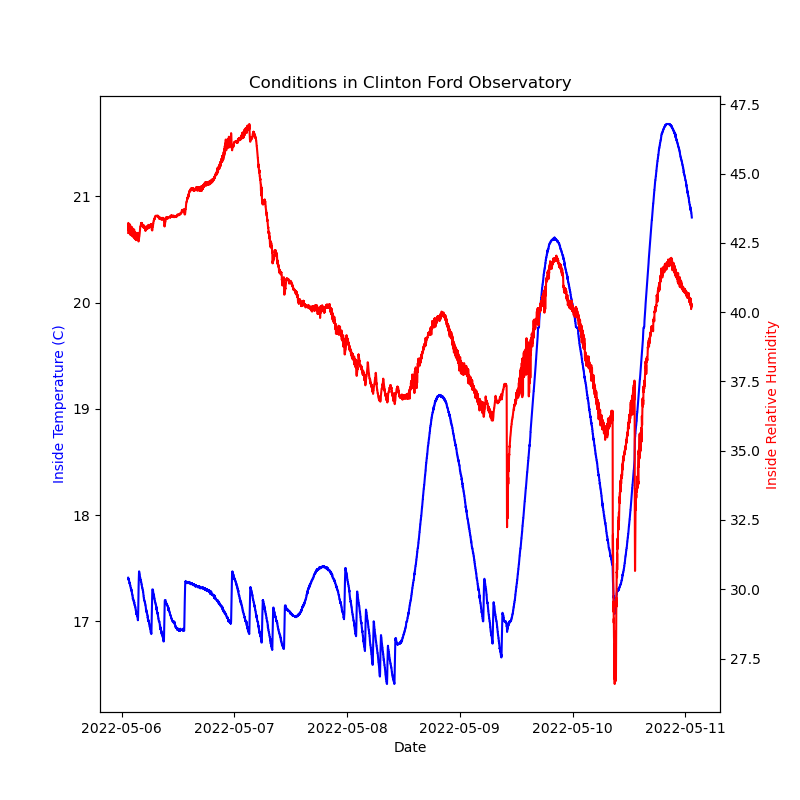 Conditions in Clinton Ford Observatory
Inside Temperature (C)
21
20
19
18
17
47.5
45.0
42.5
40.0
37.5
35.0
32.5
30.0
27.5
Inside Relative Humidity
2022-05-06 2022-05-07 2022-05-08 2022-05-09 2022-05-10 2022-05-11
Date